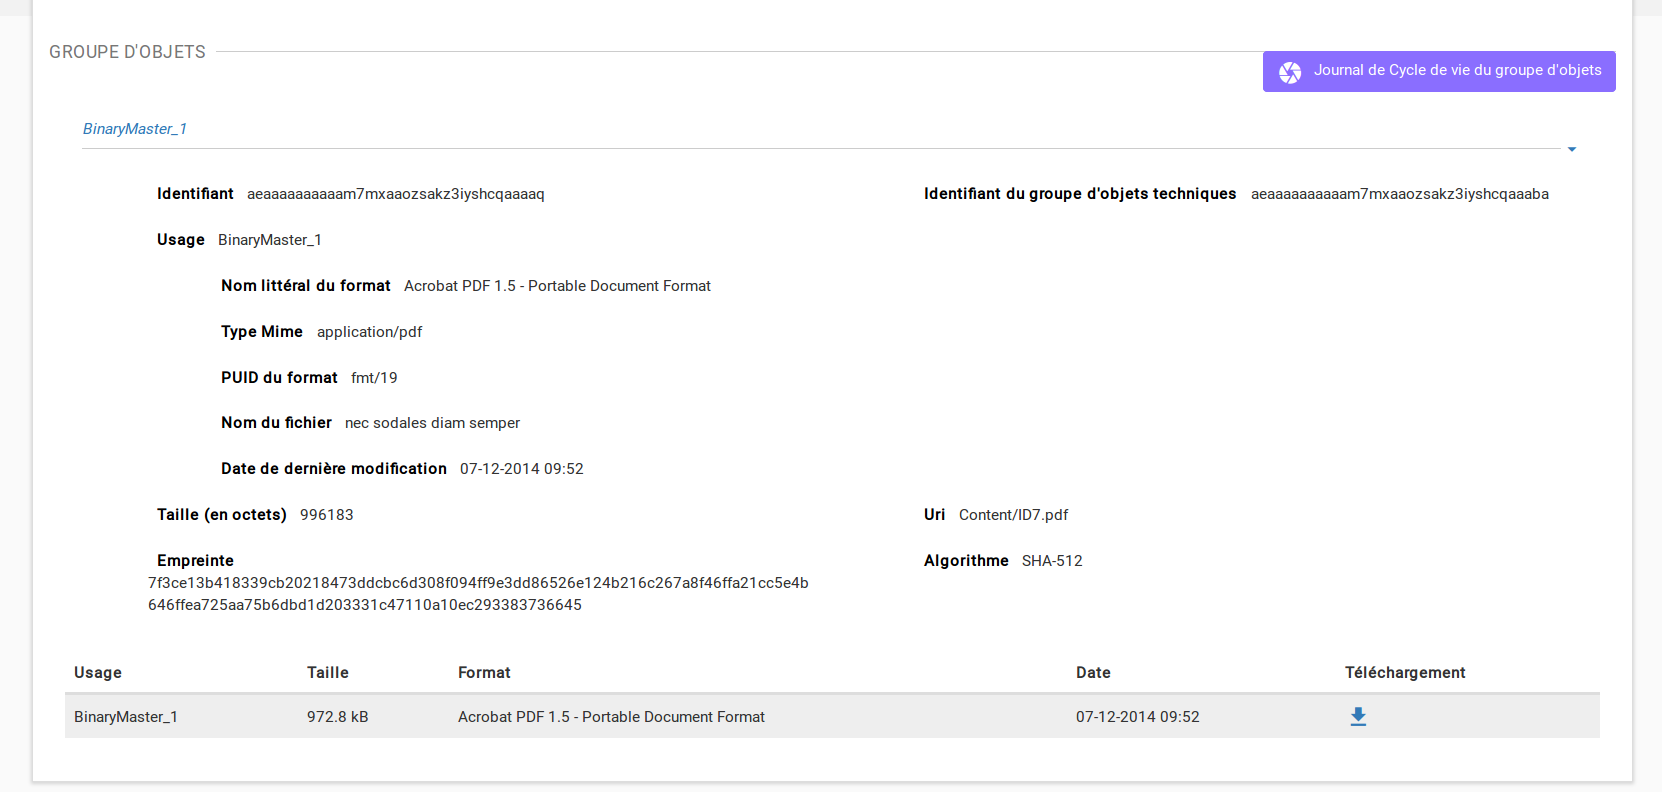 GROUPE D'OBJETS
Journal de Cycle de vie du groupe d'objets
BinaryMaster_1
Identifiant aeaaaaaaaaaam7mxaaozsakz3iyshcqaaaaq Identifiant du groupe d'objets techniques aeaaaaaaaaaam7mxaaozsakz3iyshcqaaaba
Usage BinaryMaster_1
Nom littéral du format Acrobat PDF 1.5 - Portable Document Format
Type Mime application/pdf
PUID du format fmt/19
Nom du fichier nec sodales diam semper
Date de dernière modification 07-12-2014 09:52
Taille (en octets) 996183 Uri Content/ID7.pdf
Empreinte Algorithme SHA-512
7f3ce13b418339cb20218473ddcbc6d308f094ff9e3dd86526e124b216c267a8f46ffa21cc5e4b
646ffea725aa75b6dbd1d203331c47110a10ec293383736645
Usage Taille Format Date Téléchargement
BinaryMaster_1 972.8 kB Acrobat PDF 1.5 - Portable Document Format 07-12-2014 09:52